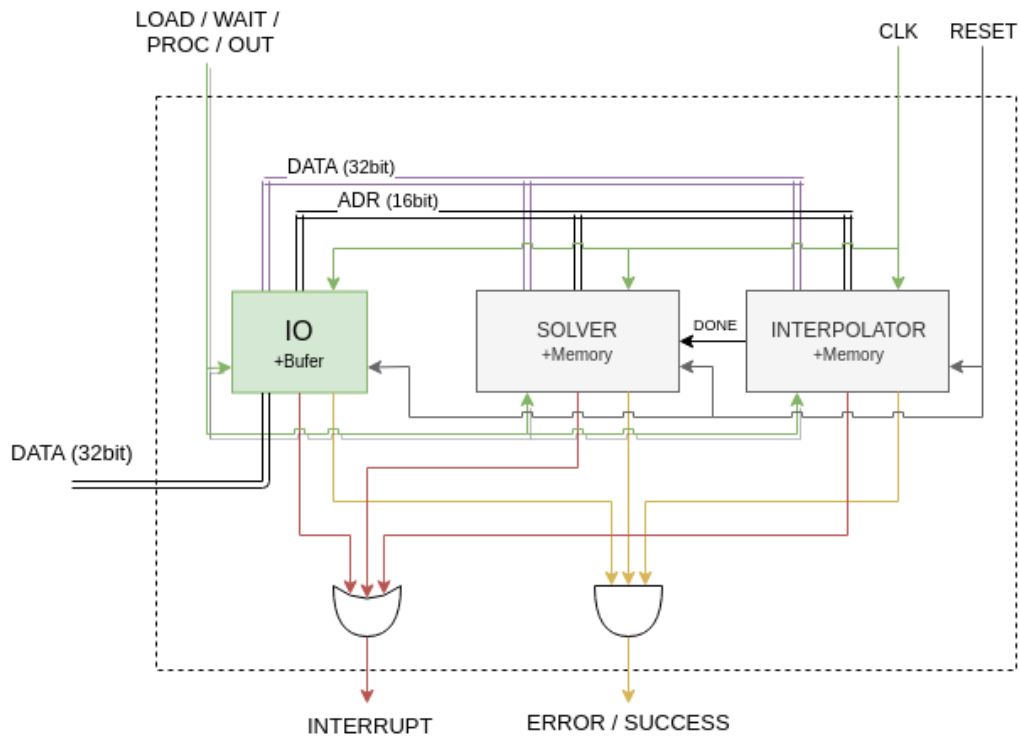 LOAD / WAIT /
PROC / OUT
CLK
RESET
DATA (32bit)
ADR (16bit)
IO
+Bufer
SOLVER
+Memory
DONE
INTERPOLATOR
+Memory
DATA (32bit)
INTERRUPT
ERROR / SUCCESS